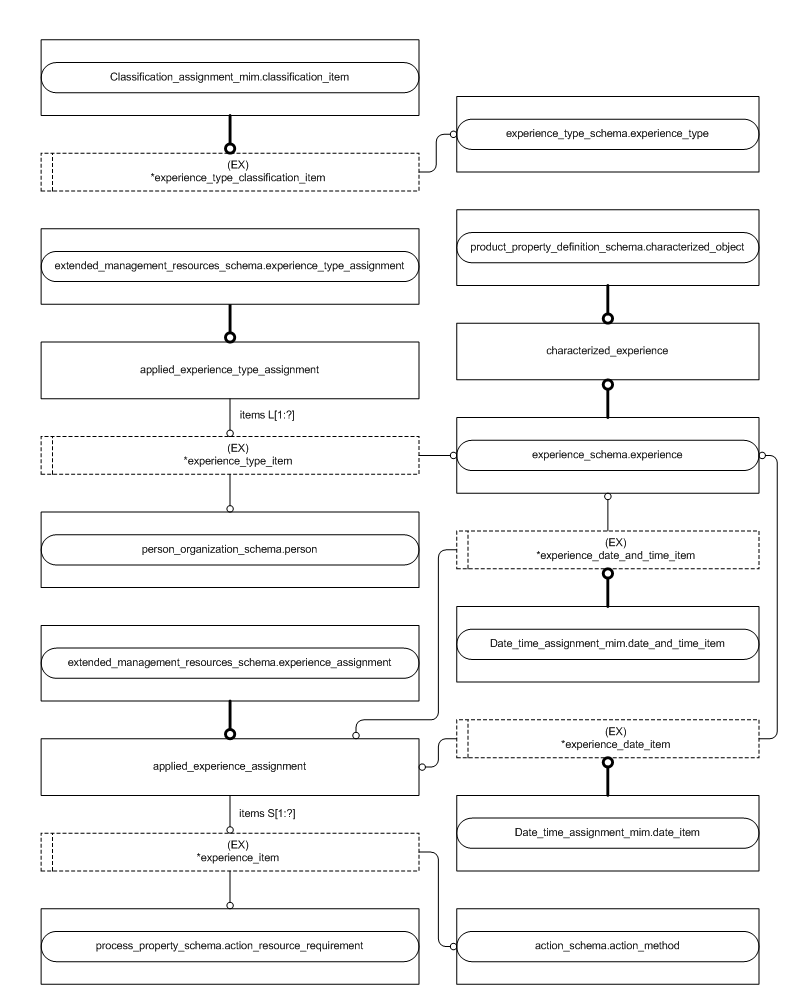 Classification_assignment_mim.classification_item
experience_type_schema.experience_type
(EX)
*experience_type_classification_item
product_property_definition_schema.characterized_object
extended_management_resources_schema.experience_type_assignment
characterized_experience
applied_experience_type_assignment
items L[1:?]
(EX)
*experience_type_item
experience_schema.experience
person_organization_schema.person
(EX)
*experience_date_and_time_item
Date_time_assignment_mim.date_and_time_item
extended_management_resources_schema.experience_assignment
(EX)
*experience_date_item
applied_experience_assignment
items S[1:?]
Date_time_assignment_mim.date_item
(EX)
*experience_item
process_property_schema.action_resource_requirement
action_schema.action_method